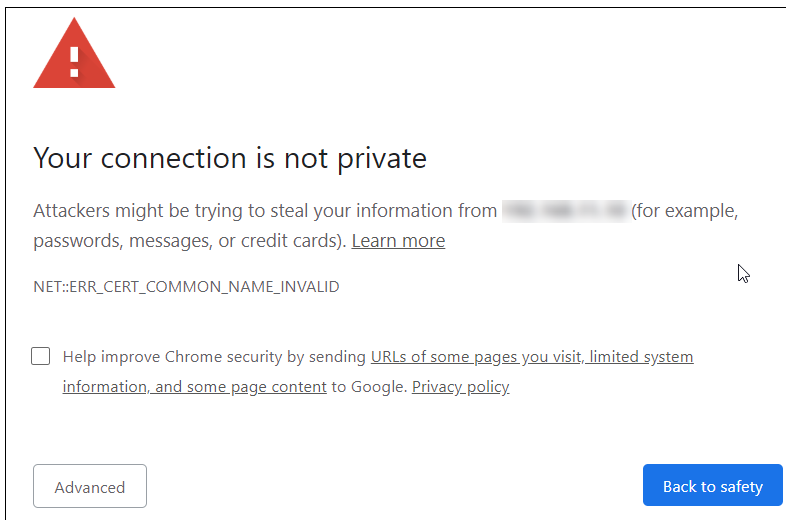 Your connection is not private
Attackers might be trying to steal your information from (for example,
passwords, messages, or credit cards). Learn more
NET::ERR_CERT_COMMON_NAME_INVALID
Help improve Chrome security by sending URLs of some pages you visit, limited system
information, and some page content to Google. Privacy policy
Advanced
Back to safety